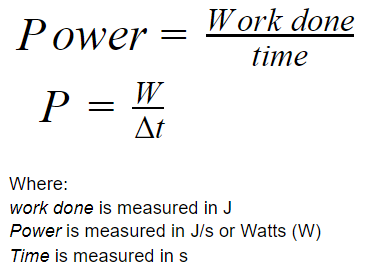 Power = Work done / time
P = W / Δt
Where:
work done is measured in J
Power is measured in J/s or Watts (W)
Time is measured in s